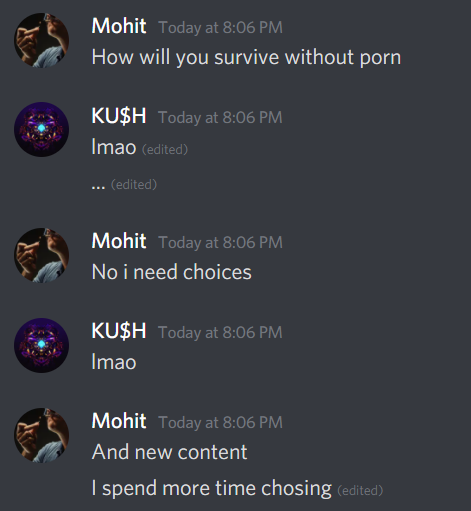 Mohit Today at 8:06 PM
How will you survive without porn
KU$H Today at 8:06 PM
lmao (edited)
... (edited)
Mohit Today at 8:06 PM
No i need choices
KU$H Today at 8:06 PM
lmao
Mohit Today at 8:06 PM
And new content
I spend more time chosing (edited)